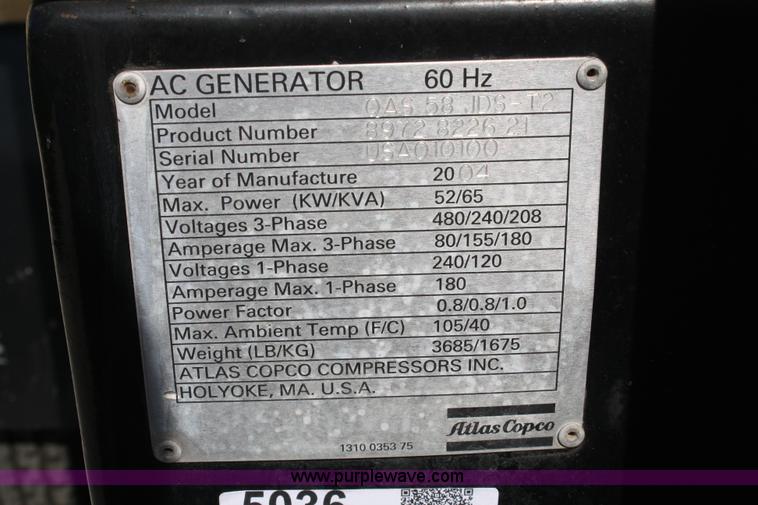 AC GENERATOR 60 Hz
Model QAS 58 JDS-T2
Product Number 8972 8226 21
Serial Number USA010100
Year of Manufacture 2004
Max. Power (KW/KVA) 52/65
Voltages 3-Phase 480/240/208
Amperage Max. 3-Phase 80/155/180
Voltages 1-Phase 240/120
Amperage Max. 1-Phase 180
Power Factor 0.8/0.8/1.0
Max. Ambient Temp (F/C) 105/40
Weight (LB/KG) 3685/1675
ATLAS COPCO COMPRESSORS INC.
HOLYOKE, MA. U.S.A.
Atlas Copco
1310 0353 75
www.purplewave.com
5036